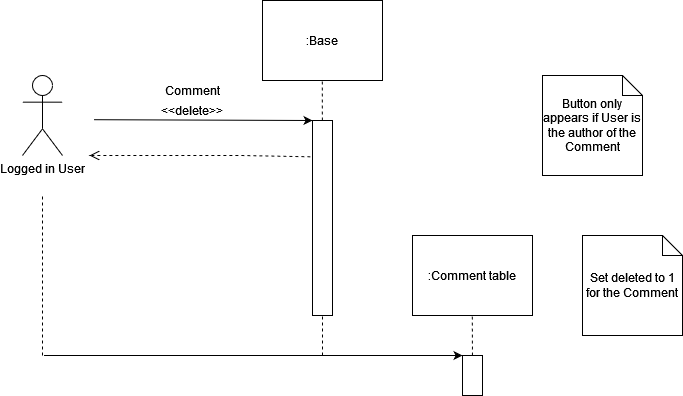 :Base
Comment
<<delete>>
Logged in User
Button only
appears if User is
the author of the
Comment
:Comment table
Set deleted to 1
for the Comment